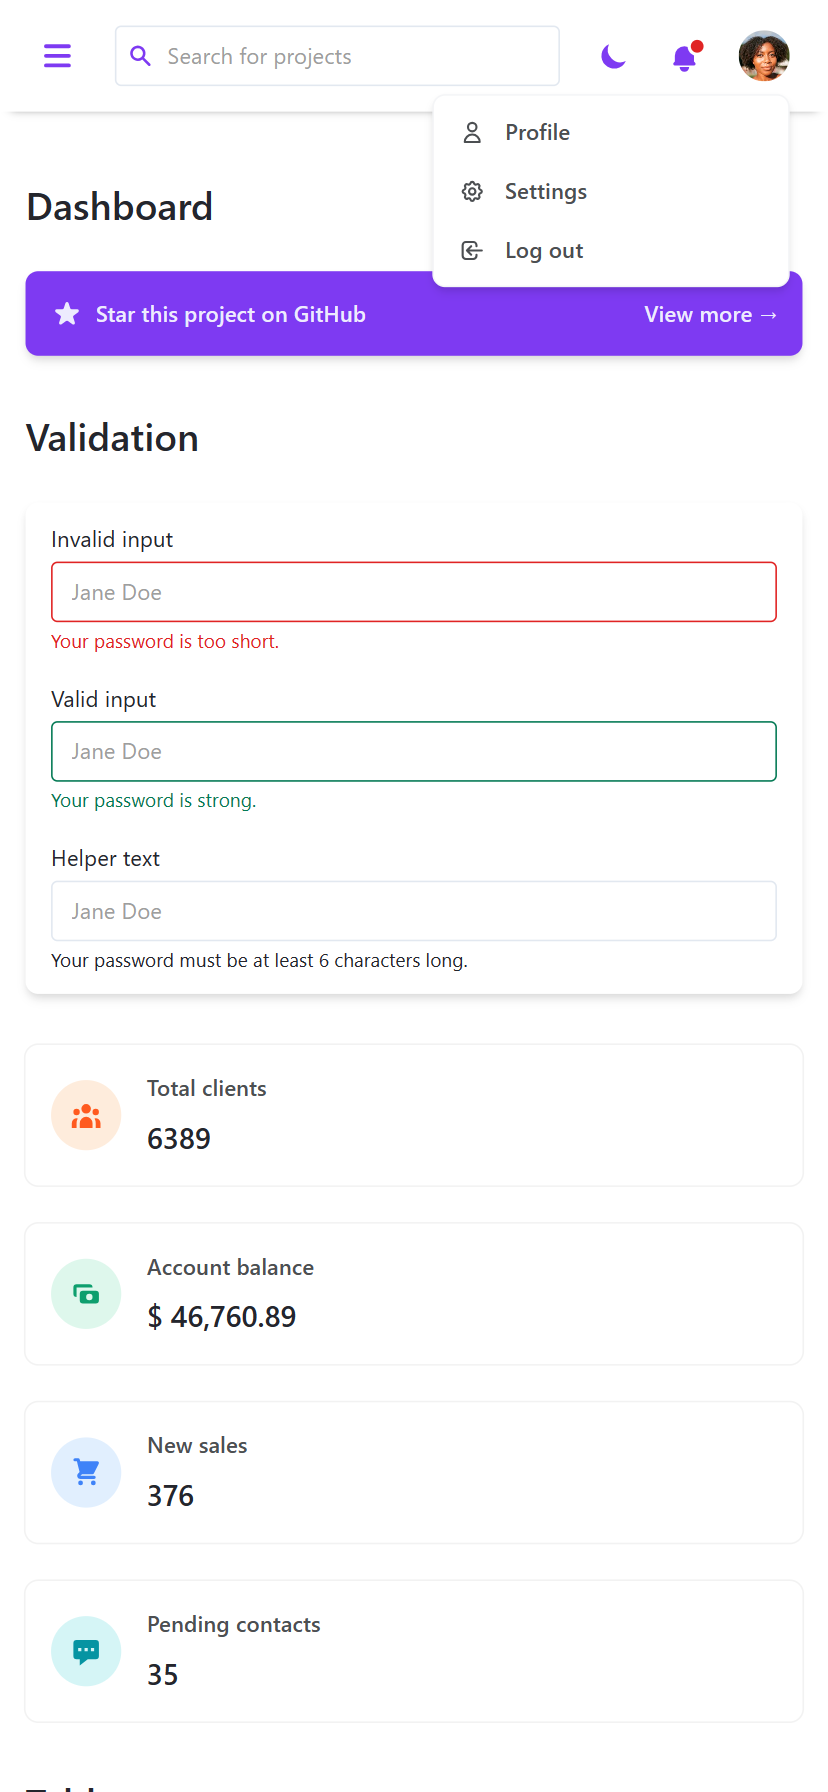 Search for projects
Profile
Settings
Log out
Dashboard
Star this project on GitHub
View more →
Validation
Invalid input
Jane Doe
Your password is too short.
Valid input
Jane Doe
Your password is strong.
Helper text
Jane Doe
Your password must be at least 6 characters long.
Total clients
6389
Account balance
$ 46,760.89
New sales
376
Pending contacts
35